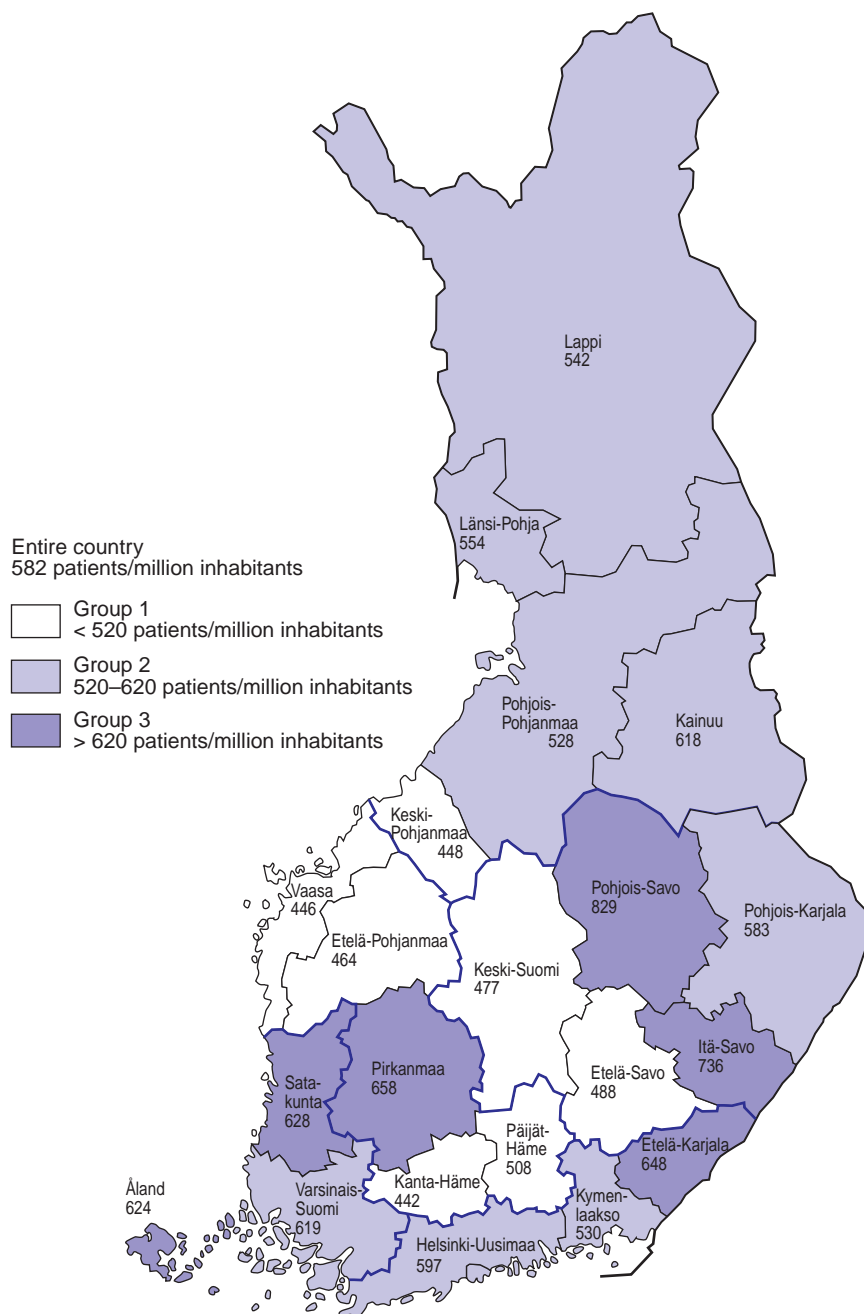 Lappi
542
Länsi-Pohja
554
Entire country
582 patients/million inhabitants
Group 1
< 520 patients/million inhabitants
Group 2
520–620 patients/million inhabitants
Group 3
> 620 patients/million inhabitants
Pohjois-
Pohjanmaa
528
Kainuu
618
Keski-
Pohjanmaa
448
Vaasa
446
Etelä-Pohjanmaa
464
Keski-Suomi
477
Pohjois-Savo
829
Pohjois-Karjala
583
Sata-
kunta
628
Pirkanmaa
658
Etelä-Savo
488
Itä-Savo
736
Päijät-
Häme
508
Etelä-Karjala
648
Åland
624
Varsinais-
Suomi
619
Kanta-Häme
442
Kymen-
laakso
530
Helsinki-Uusimaa
597